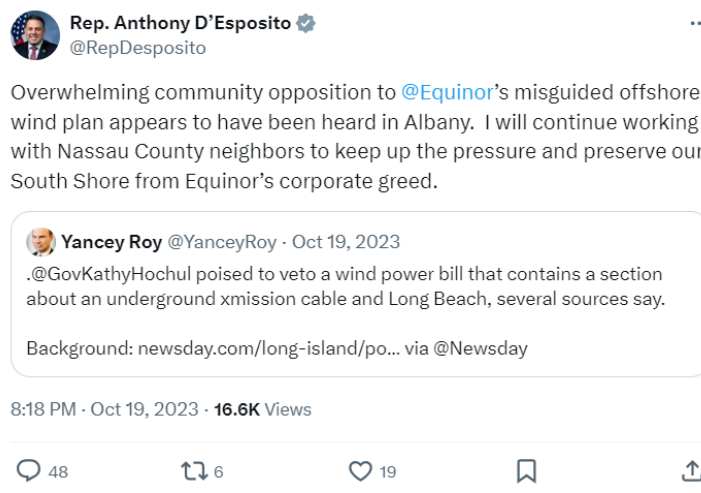 Rep. Anthony D’Esposito
@RepDesposito
Overwhelming community opposition to @Equinor’s misguided offshore
wind plan appears to have been heard in Albany. I will continue working
with Nassau County neighbors to keep up the pressure and preserve our
South Shore from Equinor’s corporate greed.
Yancey Roy @YanceyRoy · Oct 19, 2023
.@GovKathyHochul poised to veto a wind power bill that contains a section
about an underground xmission cable and Long Beach, several sources say.
Background: newsday.com/long-island/po... via @Newsday
8:18 PM · Oct 19, 2023 · 16.6K Views
48 6 19